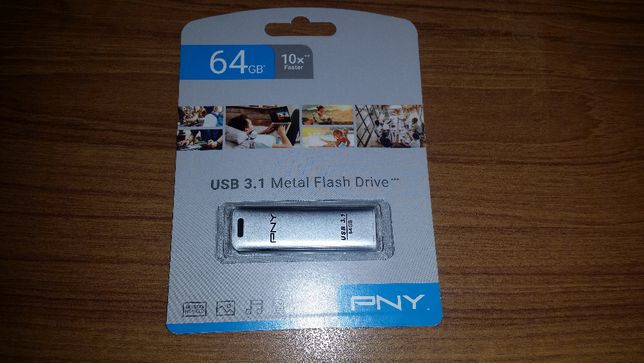 64GB*
10x**
Faster
USB 3.1 Metal Flash Drive***
PNY
USB 3.1
64GB
PNY